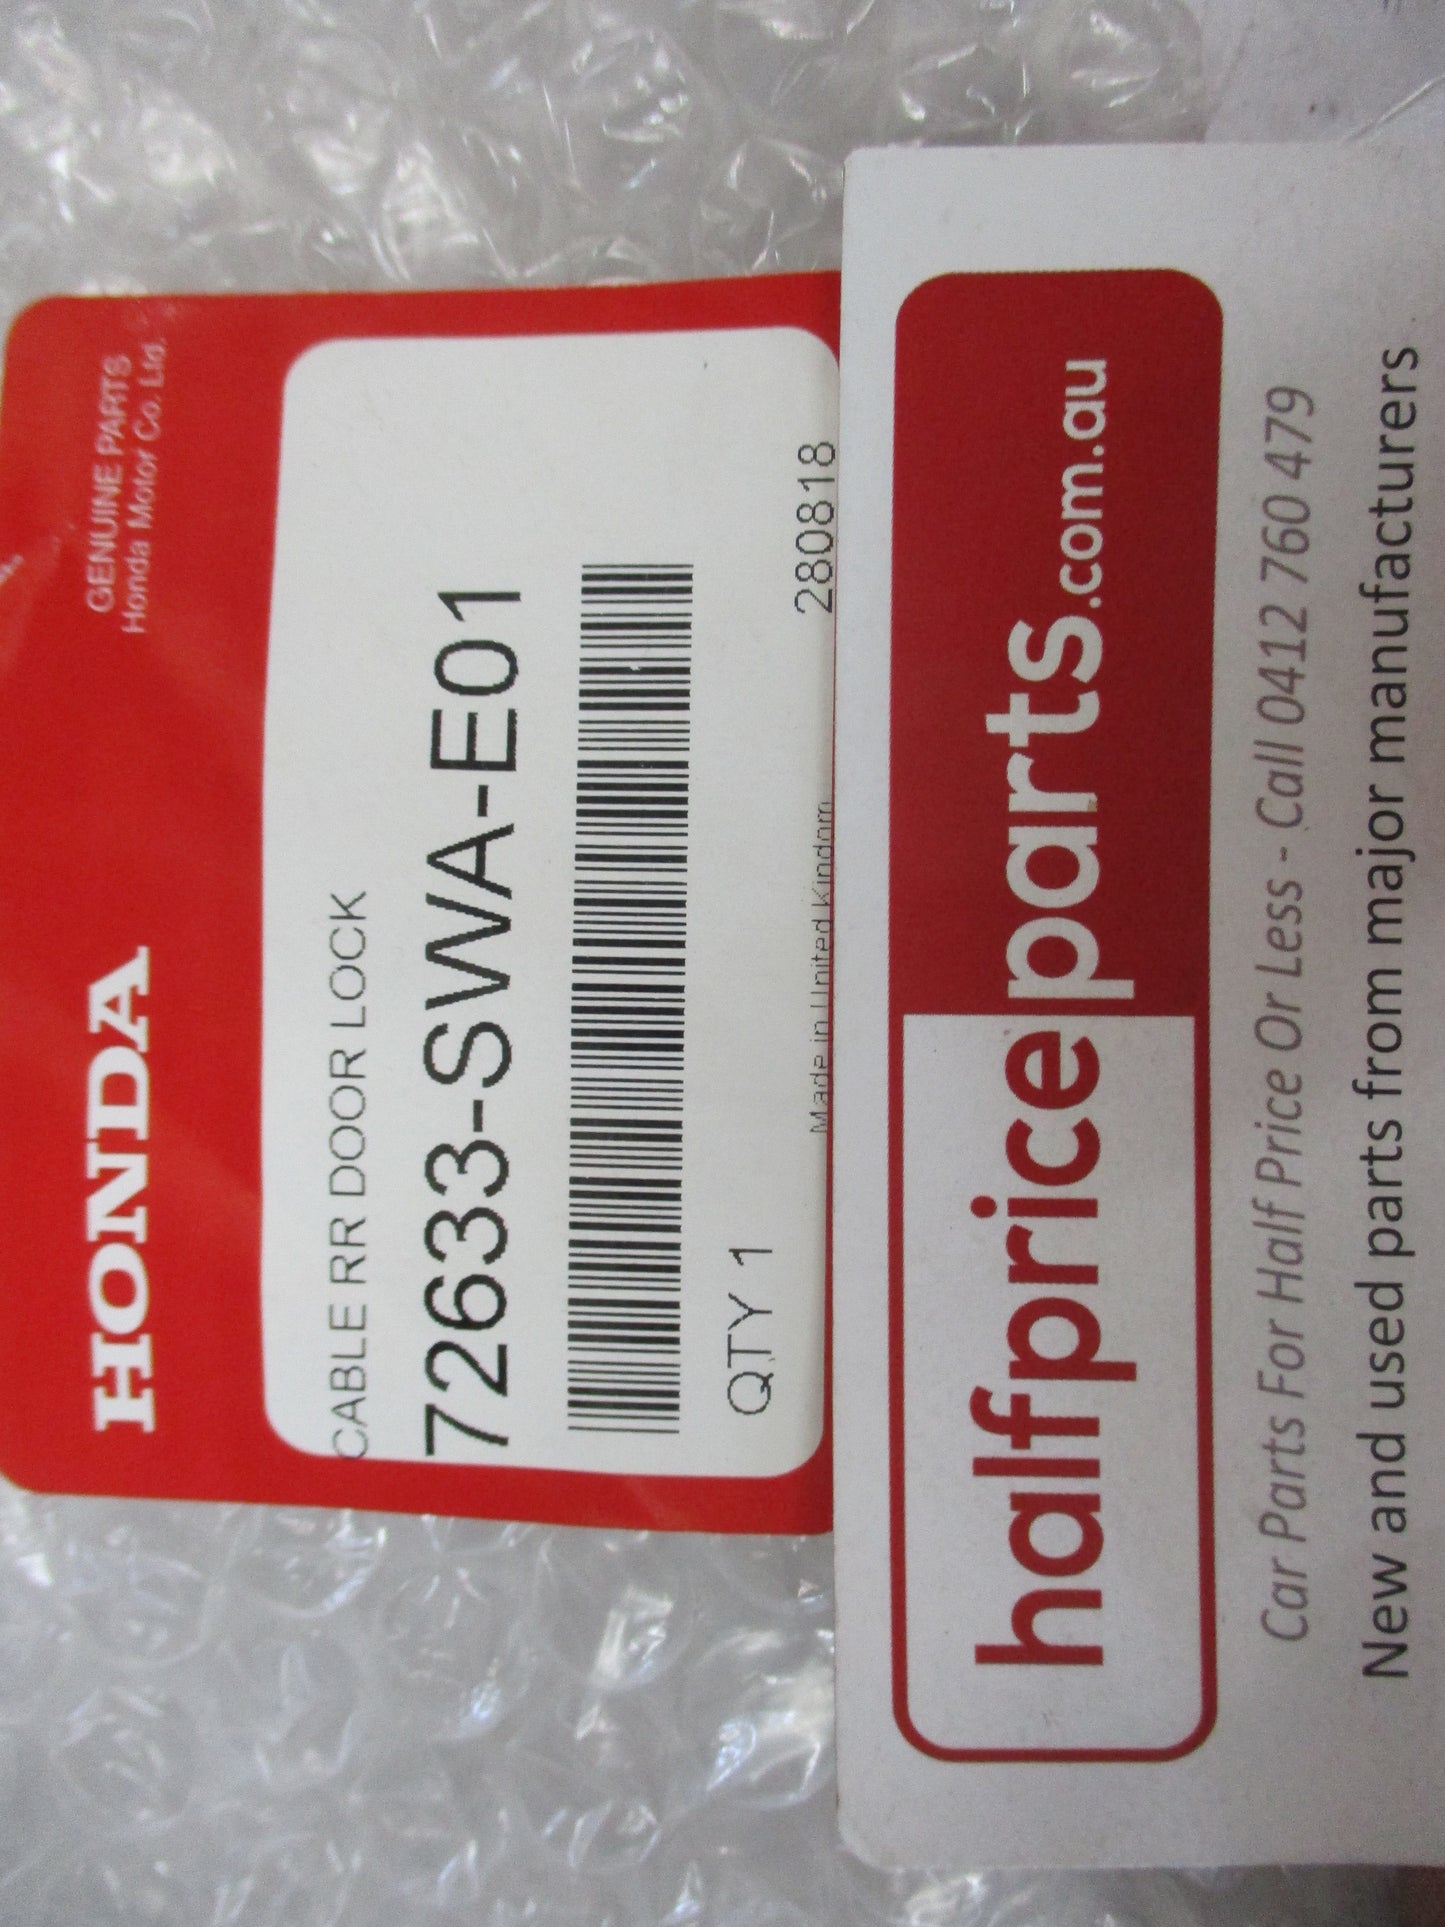 HONDA
GENUINE PARTS
Honda Motor Co. Ltd.
CABLE RR DOOR LOCK
72633-SWA-E01
QTY 1
280818
Made in United Kingdom
halfpriceparts.com.au
Car Parts For Half Price Or Less - Call 0412 760 479
New and used parts from major manufacturers